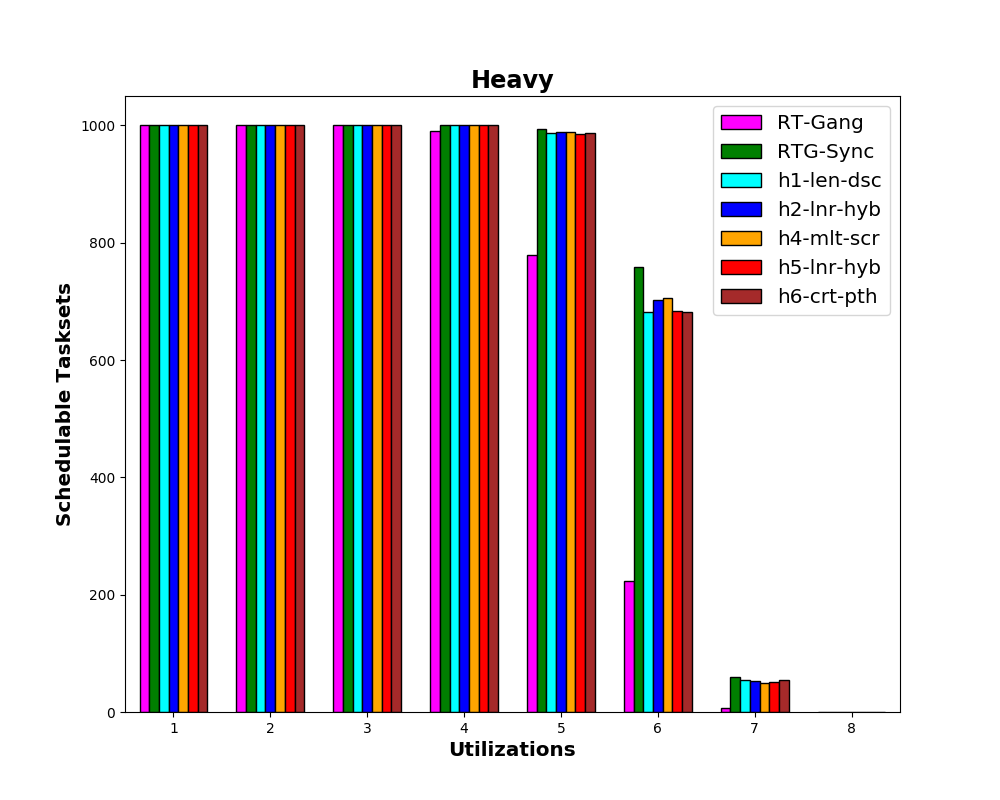 Heavy
Schedulable Tasksets
1000
800
600
400
200
0
RT-Gang
RTG-Sync
h1-len-dsc
h2-lnr-hyb
h4-mlt-scr
h5-lnr-hyb
h6-crt-pth
1 2 3 4 5 6 7 8
Utilizations